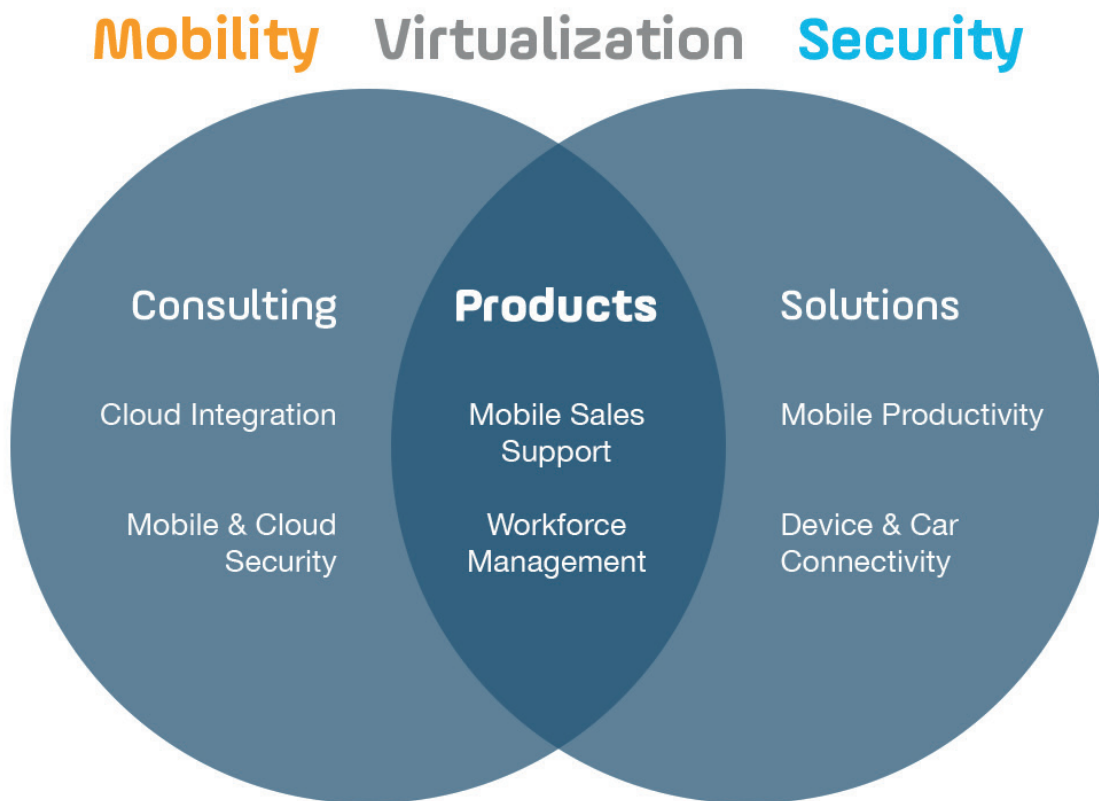 Mobility Virtualization Security
Consulting
Cloud Integration
Mobile & Cloud
Security
Products
Mobile Sales
Support
Workforce
Management
Solutions
Mobile Productivity
Device & Car
Connectivity